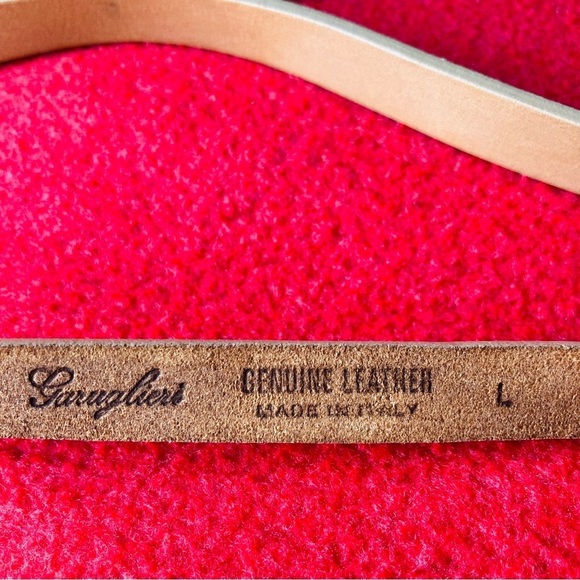 Garuglieri GENUINE LEATHER L
MADE IN ITALY